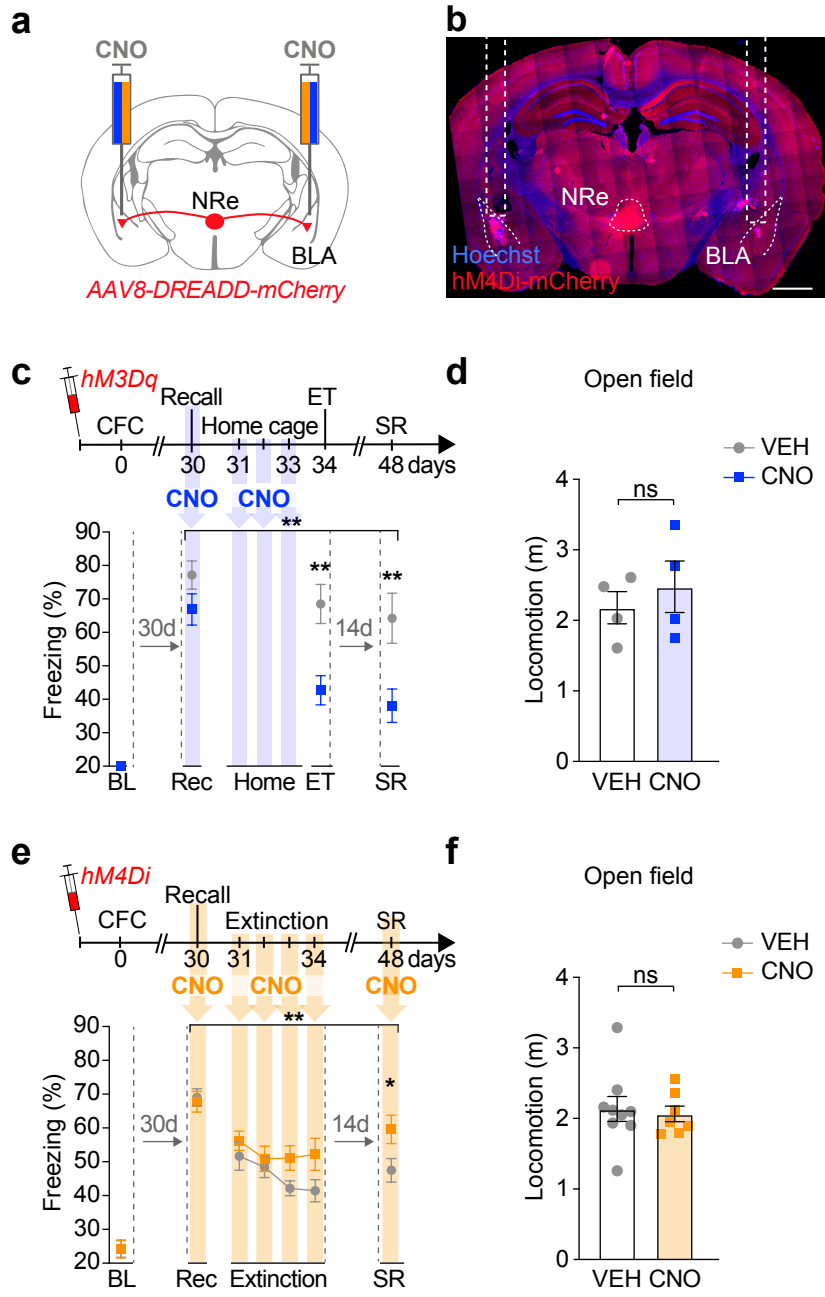 a
CNO CNO
NRe
BLA
AAV8-DREADD-mCherry
b
NRe
BLA
Hoechst
hM4Di-mCherry
c
hM3Dq
Recall ET
CFC Home cage SR
0 30 31 33 34 48 days
CNO CNO
**
90
80
70
60
50
40
30
20
Freezing (%)
30d
14d
**
**
BL Rec Home ET SR
d
Open field
VEH
CNO
ns
4
3
2
1
0
Locomotion (m)
VEH CNO
e
hM4Di
Recall
CFC Extinction SR
0 30 31 34 48 days
CNO CNO CNO
**
90
80
70
60
50
40
30
20
Freezing (%)
30d
14d
*
BL Rec Extinction SR
f
Open field
VEH
CNO
ns
4
3
2
1
0
Locomotion (m)
VEH CNO